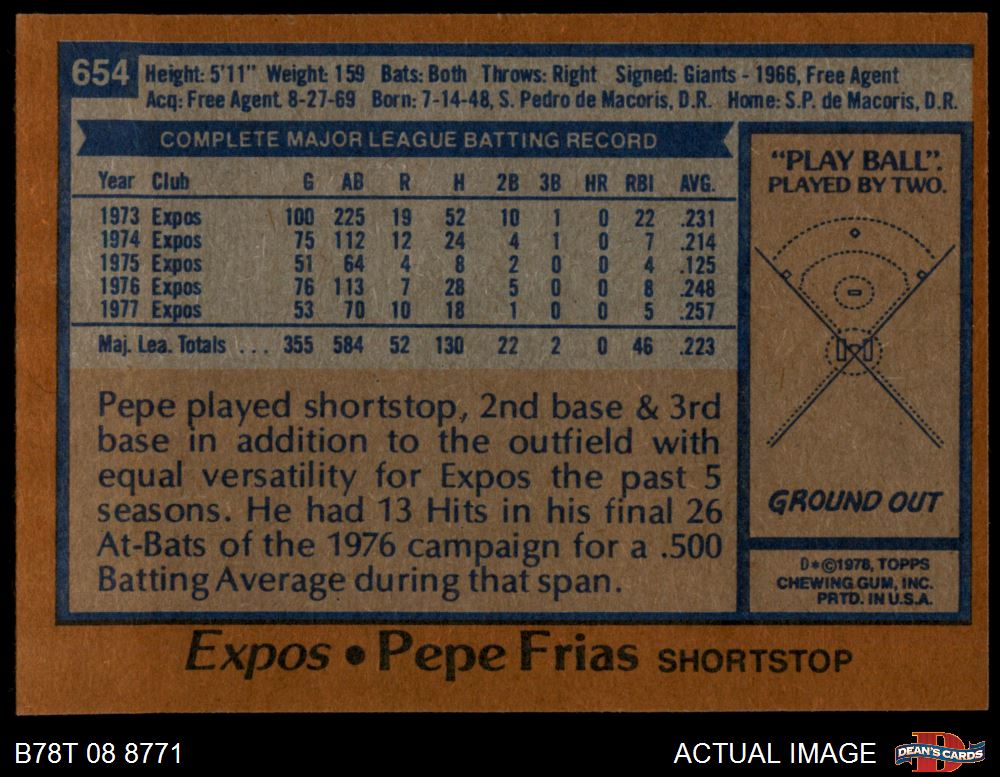 654
Height: 5'11" Weight: 159 Bats: Both Throws: Right Signed: Giants - 1966, Free Agent
Acq: Free Agent 8-27-69 Born: 7-14-48, S. Pedro de Macoris, D.R. Home: S.P. de Macoris, D.R.
COMPLETE MAJOR LEAGUE BATTING RECORD
Year Club G AB R H 2B 3B HR RBI AVG.
1973 Expos 100 225 19 52 10 1 0 22 .231
1974 Expos 75 112 12 24 4 1 0 7 .214
1975 Expos 51 64 4 8 2 0 0 4 .125
1976 Expos 76 113 7 28 5 0 0 8 .248
1977 Expos 53 70 10 18 1 0 0 5 .257
Maj. Lea. Totals ... 355 584 52 130 22 2 0 46 .223
Pepe played shortstop, 2nd base & 3rd
base in addition to the outfield with
equal versatility for Expos the past 5
seasons. He had 13 Hits in his final 26
At-Bats of the 1976 campaign for a .500
Batting Average during that span.
"PLAY BALL".
PLAYED BY TWO.
GROUND OUT
D*©1978, TOPPS
CHEWING GUM, INC.
PRTD. IN U.S.A.
Expos • Pepe Frias SHORTSTOP
B78T 08 8771
ACTUAL IMAGE
DEAN'S CARDS